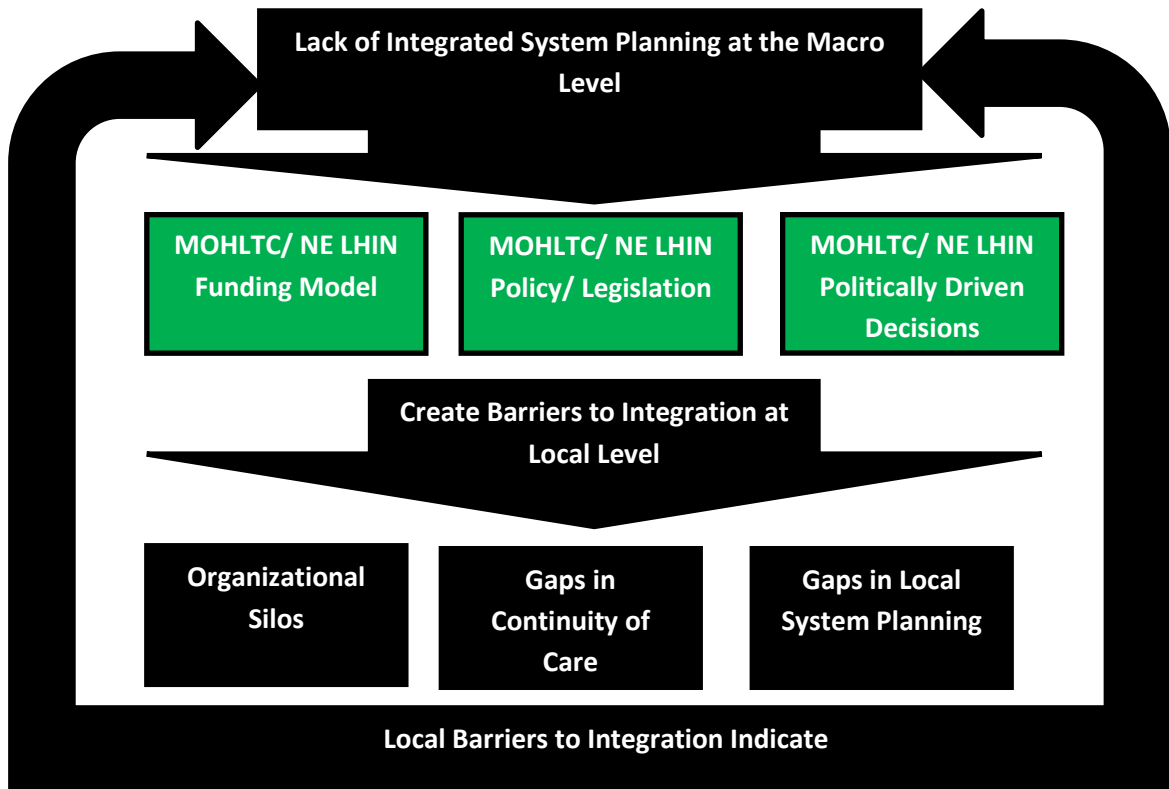 Lack of Integrated System Planning at the Macro
Level
MOHLTC/ NE LHIN
Funding Model
MOHLTC/ NE LHIN
Policy/ Legislation
MOHLTC/ NE LHIN
Politically Driven
Decisions
Create Barriers to Integration at
Local Level
Organizational
Silos
Gaps in
Continuity of
Care
Gaps in Local
System Planning
Local Barriers to Integration Indicate